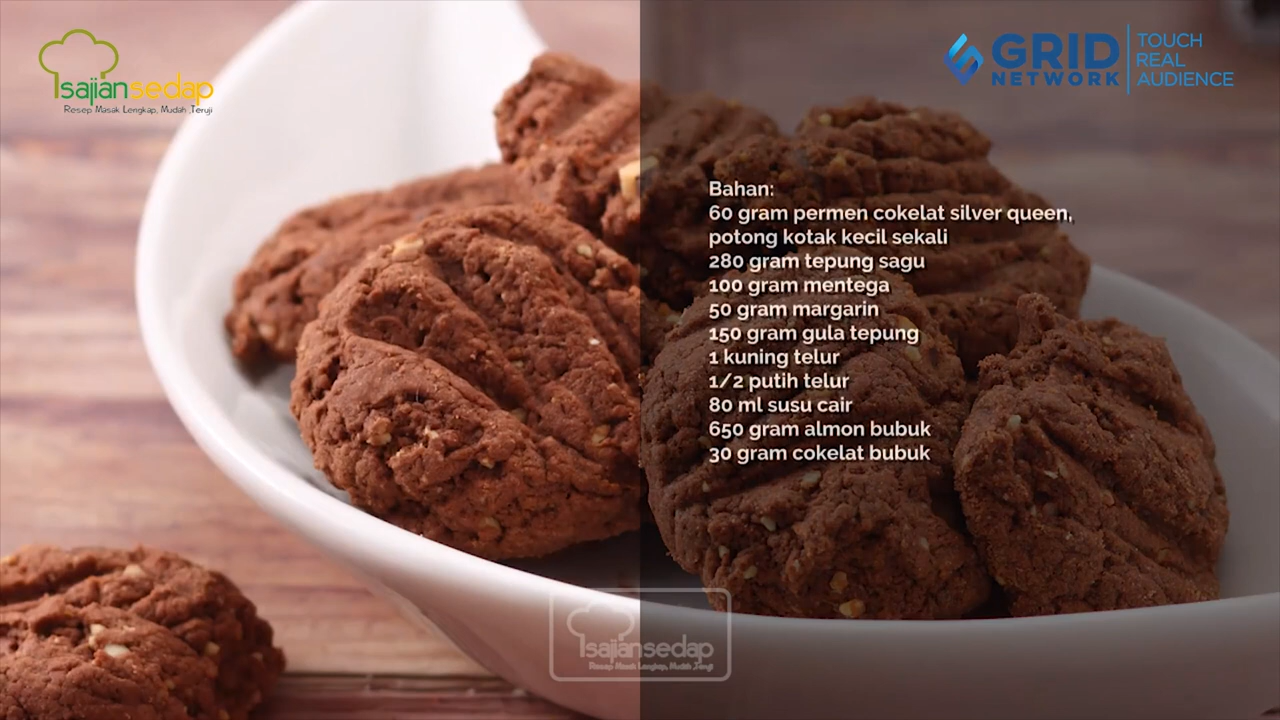 sajiansedap
Resep Masak Lengkap, Mudah ,Teruji
GRID
NETWORK
TOUCH
REAL
AUDIENCE
Bahan:
60 gram permen cokelat silver queen,
potong kotak kecil sekali
280 gram tepung sagu
100 gram mentega
50 gram margarin
150 gram gula tepung
1 kuning telur
1/2 putih telur
80 ml susu cair
650 gram almon bubuk
30 gram cokelat bubuk
sajiansedap
Resep Masak Lengkap, Mudah ,Teruji